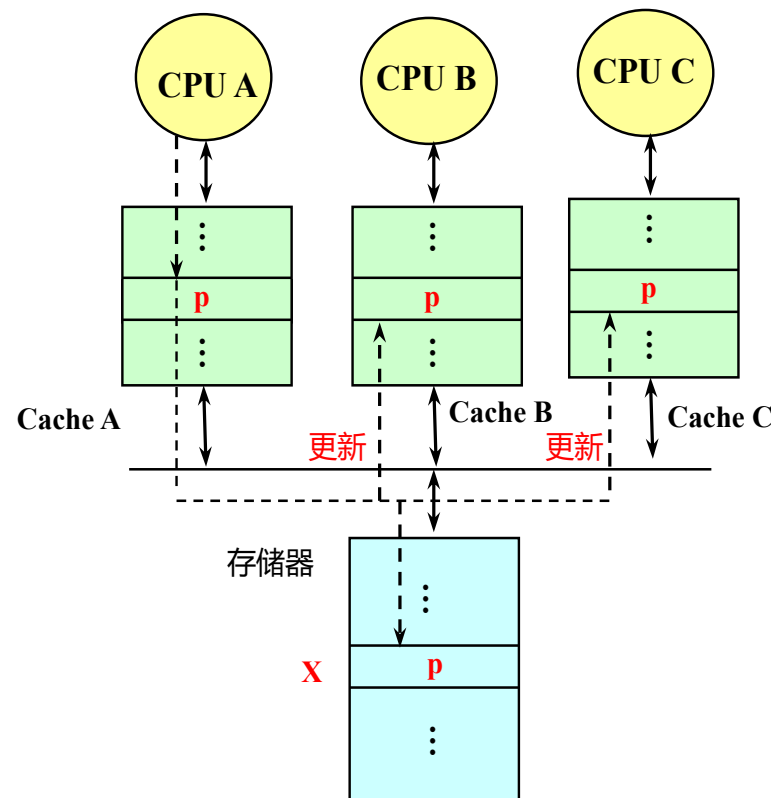 CPU A
CPU B
CPU C
⋮
⋮
⋮
p
p
p
⋮
⋮
⋮
Cache A
Cache B
Cache C
更新
更新
存储器
⋮
X
p
⋮